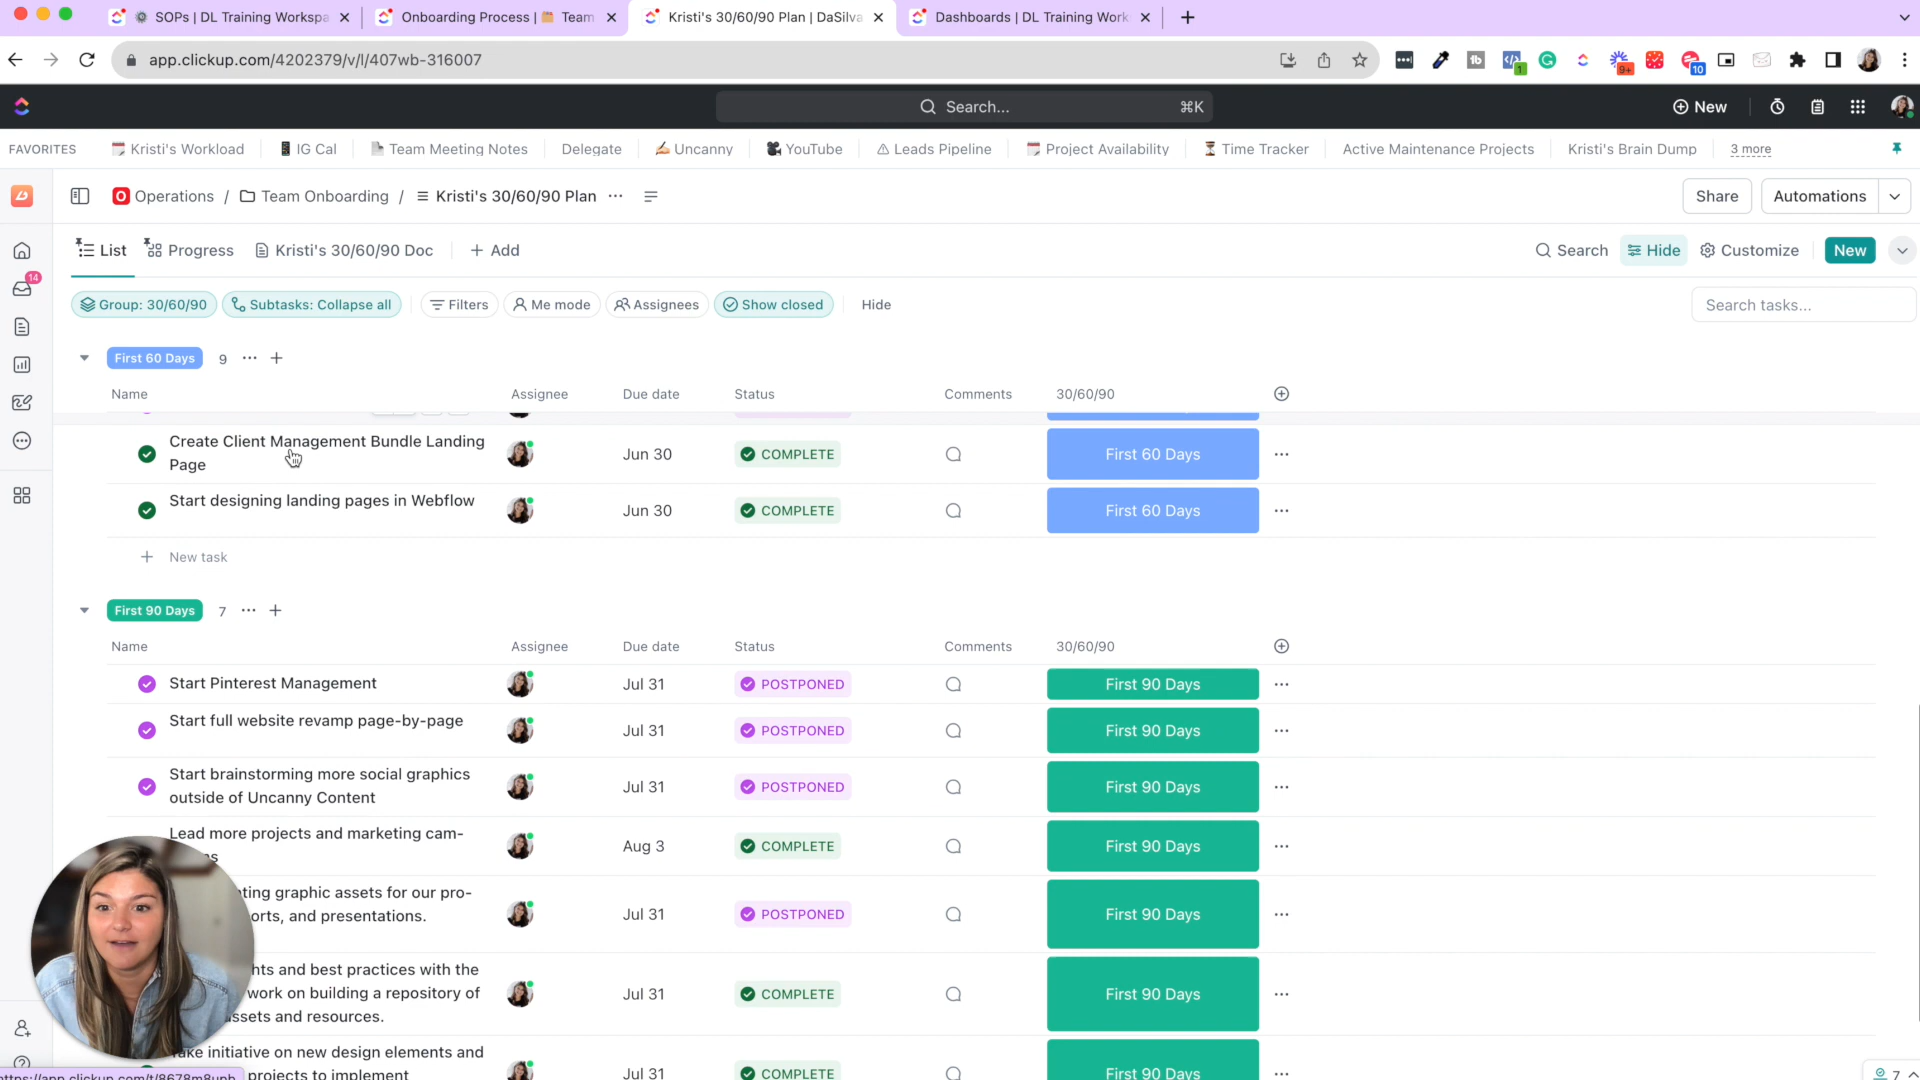 SOPs | DL Training Workspa
Onboarding Process | Team
Kristi's 30/60/90 Plan | DaSilva
Dashboards | DL Training Work
app.clickup.com/4202379/v/l/407wb-316007
1
9+
10
Search...
⌘K
New
FAVORITES
Kristi's Workload
IG Cal
Team Meeting Notes
Delegate
Uncanny
YouTube
Leads Pipeline
Project Availability
Time Tracker
Active Maintenance Projects
Kristi's Brain Dump
3 more
O Operations / Team Onboarding / Kristi's 30/60/90 Plan
Share
Automations
List
Progress
Kristi's 30/60/90 Doc
+ Add
Search
Hide
Customize
New
14
Group: 30/60/90
Subtasks: Collapse all
Filters
Me mode
Assignees
Show closed
Hide
Search tasks...
First 60 Days 9
Name Assignee Due date Status Comments 30/60/90
Create Client Management Bundle Landing
Page
Jun 30 COMPLETE First 60 Days
Start designing landing pages in Webflow Jun 30 COMPLETE First 60 Days
New task
First 90 Days 7
Name Assignee Due date Status Comments 30/60/90
Start Pinterest Management Jul 31 POSTPONED First 90 Days
Start full website revamp page-by-page Jul 31 POSTPONED First 90 Days
Start brainstorming more social graphics
outside of Uncanny Content
Jul 31 POSTPONED First 90 Days
Lead more projects and marketing cam-
Aug 3 COMPLETE First 90 Days
ting graphic assets for our pro-
orts, and presentations.
Jul 31 POSTPONED First 90 Days
hts and best practices with the
work on building a repository of
ssets and resources.
Jul 31 COMPLETE First 90 Days
ake initiative on new design elements and
projects to implement
Jul 31 COMPLETE First 90 Days
7